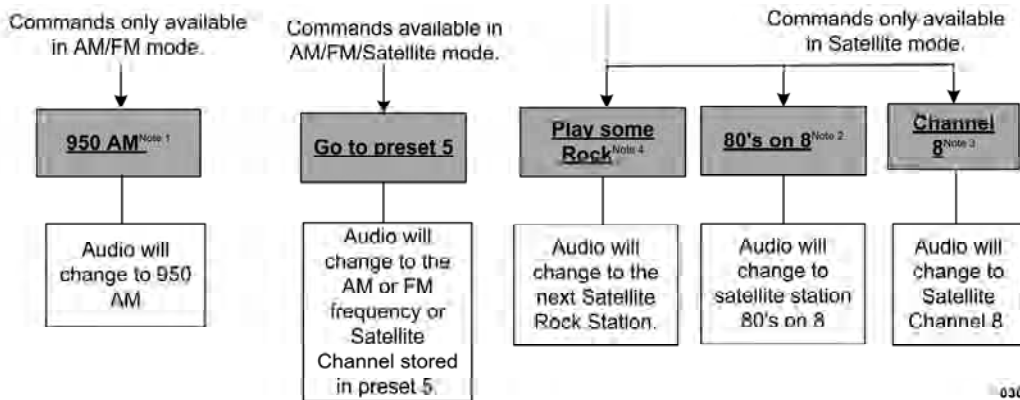 Commands only available
in AM/FM mode.
Commands available in
AM/FM/Satellite mode.
Commands only available
in Satellite mode.
950 AM Note 1
Go to preset 5
Play some
Rock Note 4
80's on 8 Note 2
Channel
8 Note 3
Audio will
change to 950
AM
Audio will
change to the
AM or FM
frequency or
Satellite
Channel stored
in preset 5.
Audio will
change to the
next Satellite
Rock Station.
Audio will
change to
satellite station
80's on 8
Audio will
change to
Satellite
Channel 8
030